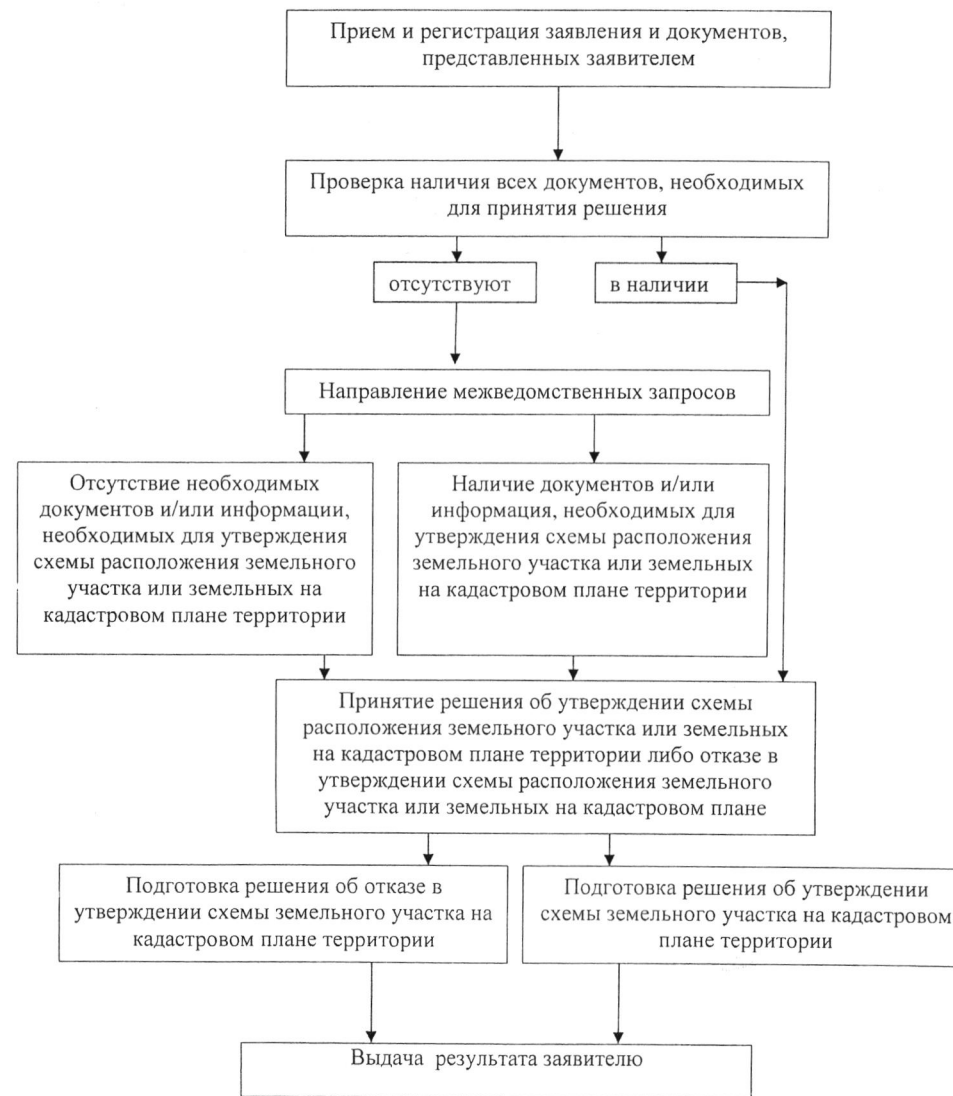 Прием и регистрация заявления и документов,
представленных заявителем
Проверка наличия всех документов, необходимых
для принятия решения
отсутствуют
в наличии
Направление межведомственных запросов
Отсутствие необходимых
документов и/или информации,
необходимых для утверждения
схемы расположения земельного
участка или земельных на
кадастровом плане территории
Наличие документов и/или
информация, необходимых для
утверждения схемы расположения
земельного участка или земельных
на кадастровом плане территории
Принятие решения об утверждении схемы
расположения земельного участка или земельных
на кадастровом плане территории либо отказе в
утверждении схемы расположения земельного
участка или земельных на кадастровом плане
Подготовка решения об отказе в
утверждении схемы земельного участка на
кадастровом плане территории
Подготовка решения об утверждении
схемы земельного участка на кадастровом
плане территории
Выдача результата заявителю